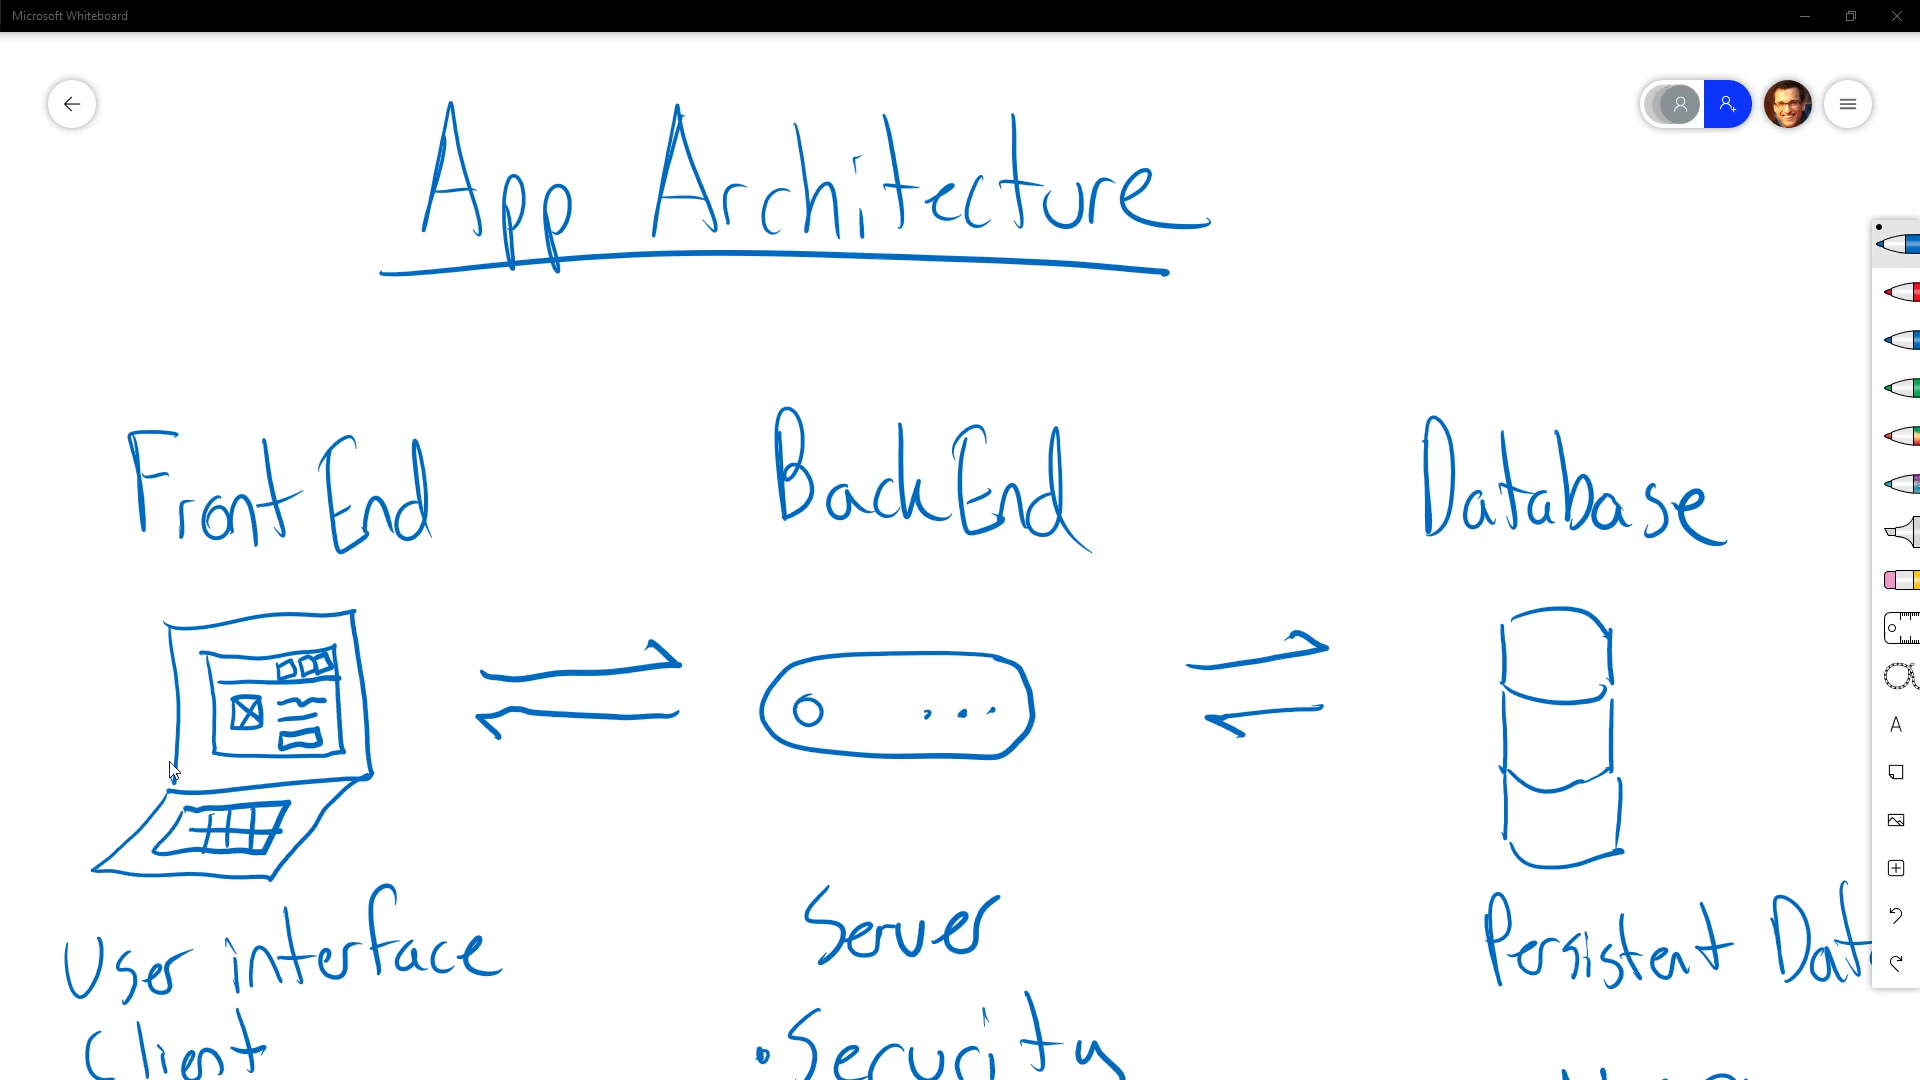 Microsoft Whiteboard
App Architecture
Front End
Back End
Database
User interface
Server
Persistent
Client
• Security